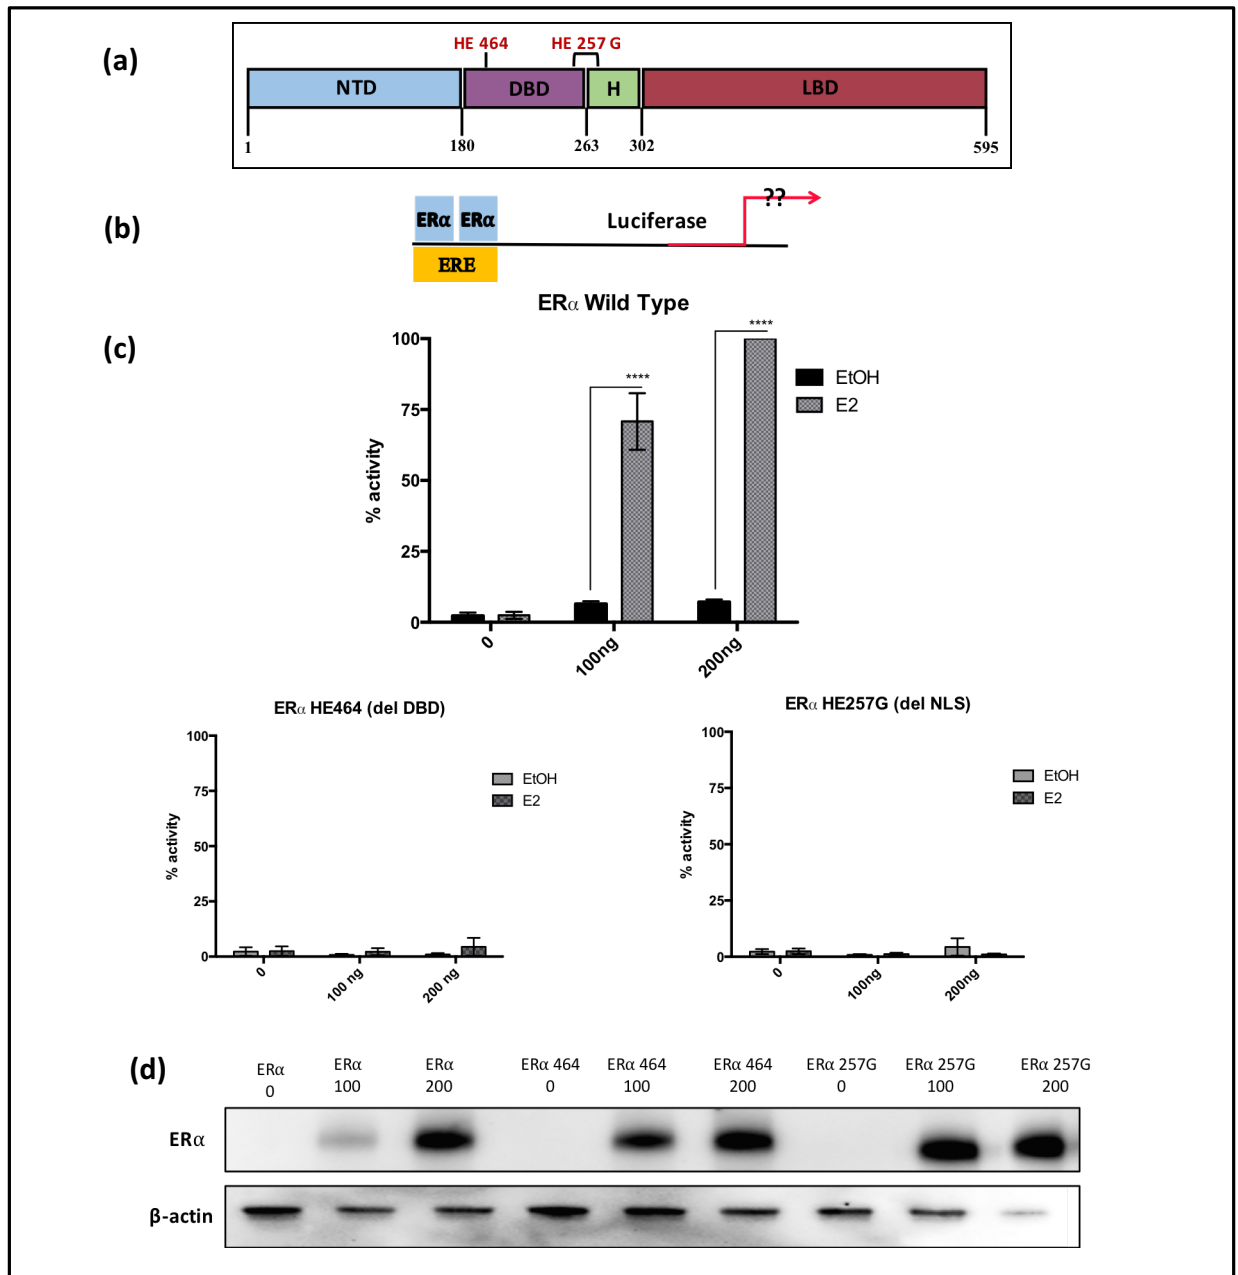 (a)
HE 464 HE 257 G
NTD DBD H LBD
1 180 263 302 595
(b)
??
ERα ERα Luciferase
ERE
ERα Wild Type
(c)
100
75
50
25
0
% activity
****
****
EtOH
E2
0 100ng 200ng
ERα HE464 (del DBD)
100
75
50
25
0
% activity
EtOH
E2
0 100 ng 200 ng
ERα HE257G (del NLS)
100
75
50
25
0
% activity
EtOH
E2
0 100ng 200ng
(d)
ERα ERα ERα ERα 464 ERα 464 ERα 464 ERα 257G ERα 257G ERα 257G
0 100 200 0 100 200 0 100 200
ERα
β-actin